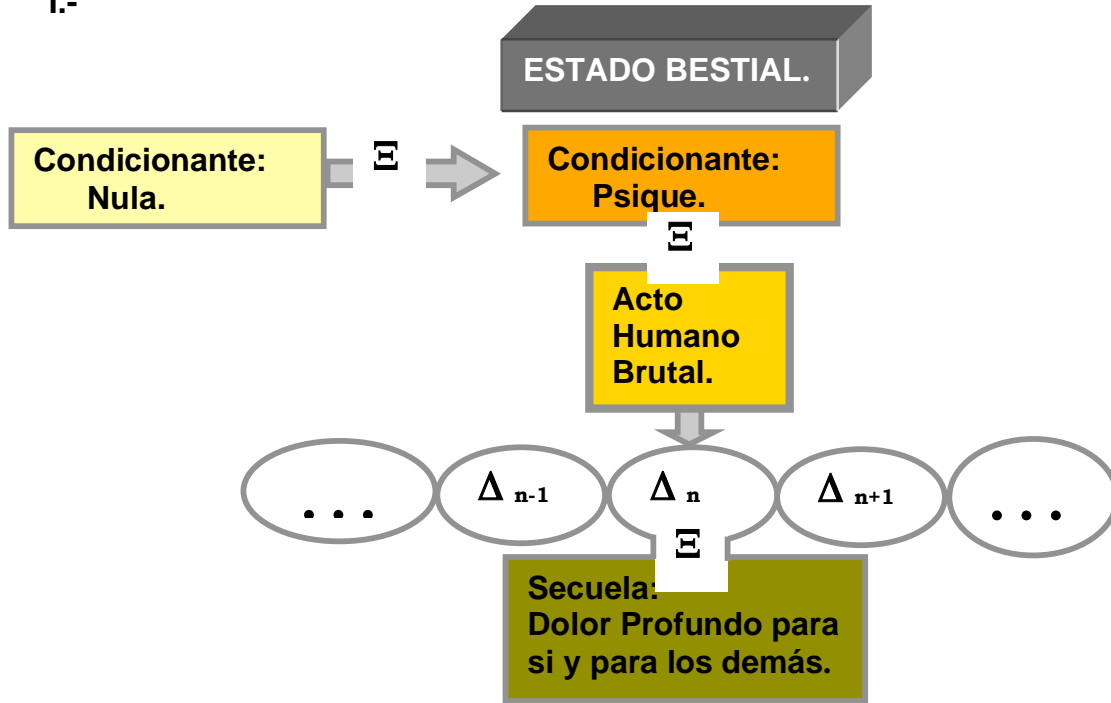 I.-
ESTADO BESTIAL.
Condicionante:
Nula.
Ξ
Condicionante:
Psique.
Ξ
Acto
Humano
Brutal.
. . .
Δ n-1
Δ n
Δ n+1
. . .
Ξ
Secuela:
Dolor Profundo para
si y para los demás.